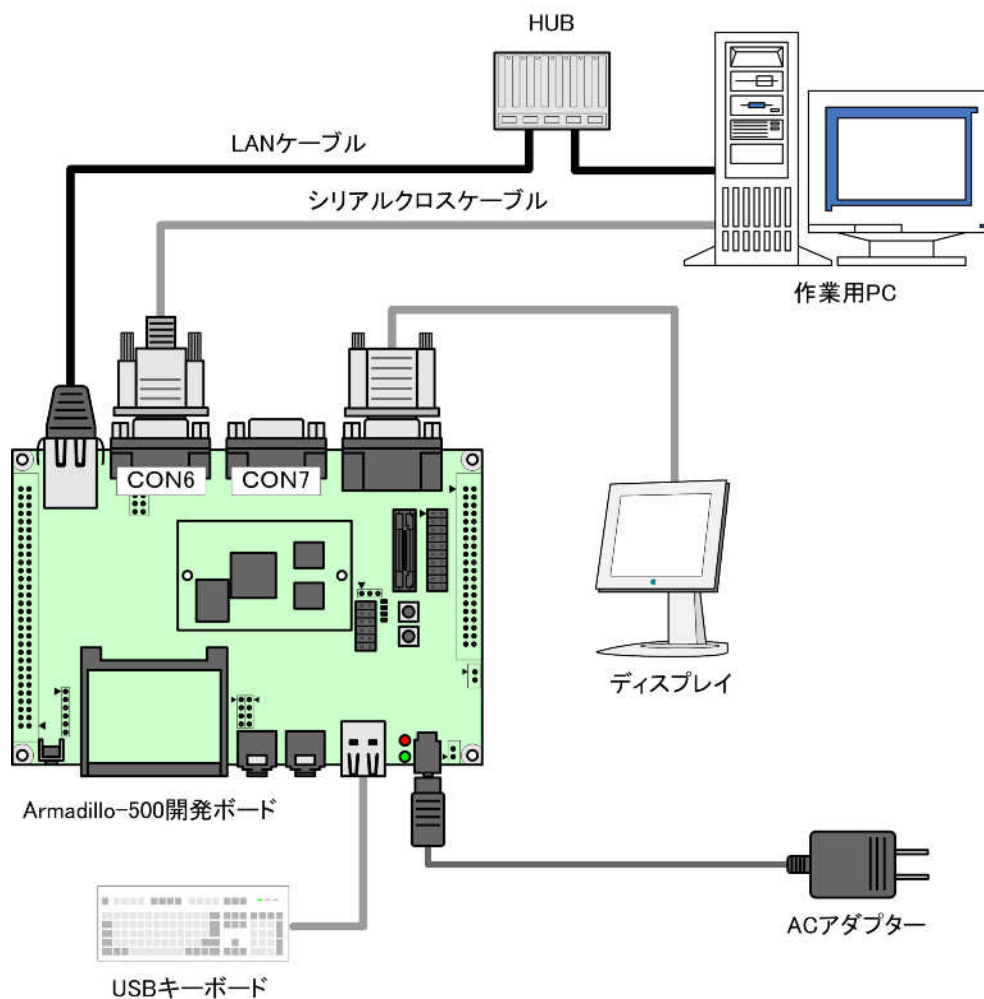 HUB
LANケーブル
シリアルクロスケーブル
作業用PC
CON6
CON7
ディスプレイ
Armadillo-500開発ボード
ACアダプター
USBキーボード